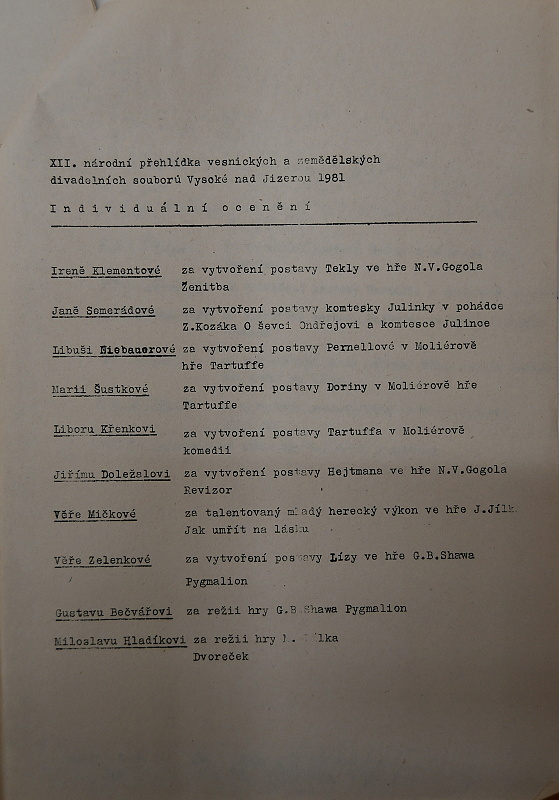 XII. národní přehlídka vesnických a zemědělských
divadelních souborů Vysoké nad Jizerou 1981
Individuální ocenění
Ireně Klementové za vytvoření postavy Tekly ve hře N.V.Gogola
Ženitba
Janě Semerádové za vytvoření postavy komtesky Julinky v pohádce
Z.Kozáka O ševci Ondřejovi a komtesce Julince
Libuši Niebauerové za vytvoření postavy Pernellové v Moliérově
hře Tartuffe
Marii Šustkové za vytvoření postavy Doriny v Moliérově hře
Tartuffe
Liboru Křenkovi za vytvoření postavy Tartuffa v Moliérově
komedii
Jiřímu Doležalovi za vytvoření postavy Hejtmana ve hře N.V.Gogola
Revizor
Věře Mičkové za talentovaný mladý herecký výkon ve hře J.Jílk
Jak umřít na lásku
Věře Zelenkové za vytvoření postavy Lízy ve hře G.B.Shawa
Pygmalion
Gustavu Bečvářovi za režii hry G.B.Shawa Pygmalion
Miloslavu Hladíkovi za režii hry
Dvoreček